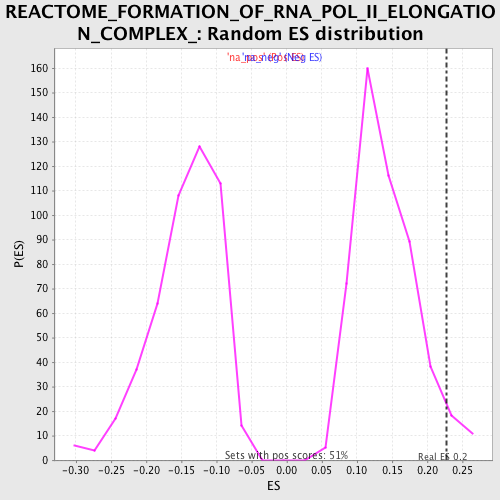 REACTOME_FORMATION_OF_RNA_POL_II_ELONGATIO
N_COMPLEX_: Random ES distribution
160
150
140
130
120
110
100
90
80
70
60
50
40
30
20
10
0
P(ES)
Sets with pos scores: 51%
Real ES 0.2
-0.30 -0.25 -0.20 -0.15 -0.10 -0.05 0.00 0.05 0.10 0.15 0.20 0.25
ES